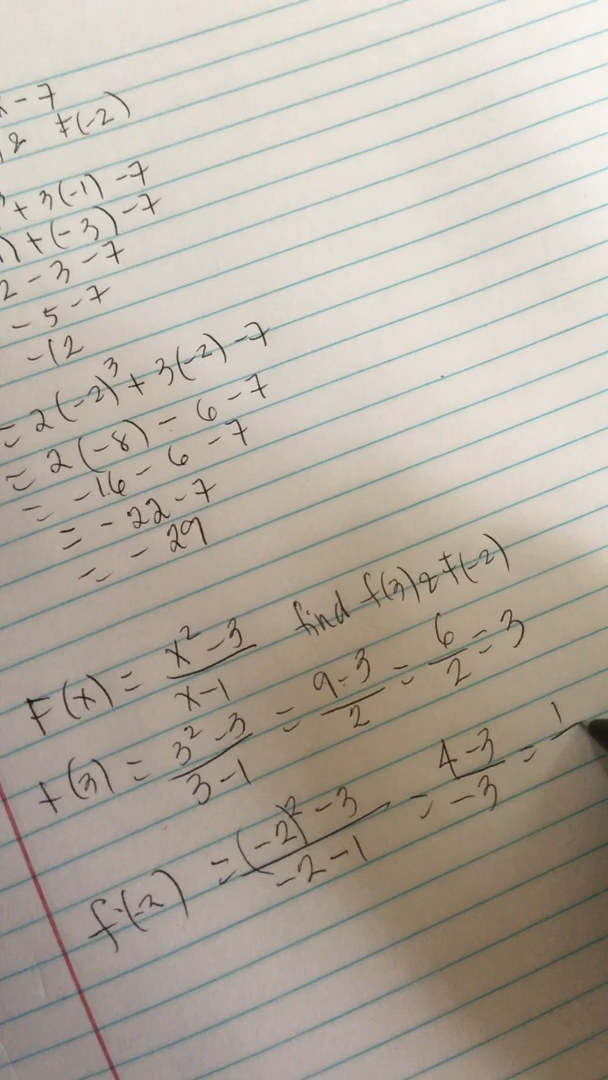 x - 7
& f(-2)
³ + 3(-1) - 7
1) + (-3) - 7
2 - 3 - 7
- 5 - 7
-12
= 2(-2)³ + 3(-2) - 7
= 2(-8) - 6 - 7
= -16 - 6 - 7
= - 22 - 7
= - 29
F(x) = x² - 3 / x - 1 find f(3) & f(-2)
f(3) = 3² - 3 / 3 - 1 = 9 - 3 / 2 = 6 / 2 = 3
f(-2) = (-2)² - 3 / -2 - 1 = 4 - 3 / -3 = 1 /